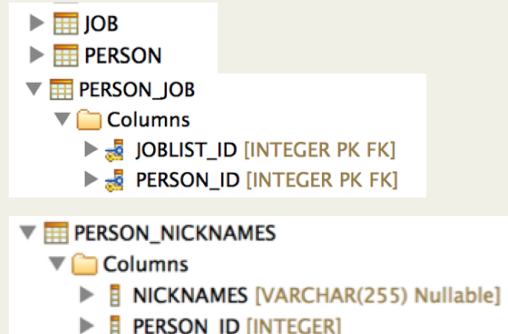 JOB
PERSON
PERSON_JOB
Columns
JOBLIST_ID [INTEGER PK FK]
PERSON_ID [INTEGER PK FK]
PERSON_NICKNAMES
Columns
NICKNAMES [VARCHAR(255) Nullable]
PERSON_ID [INTEGER]